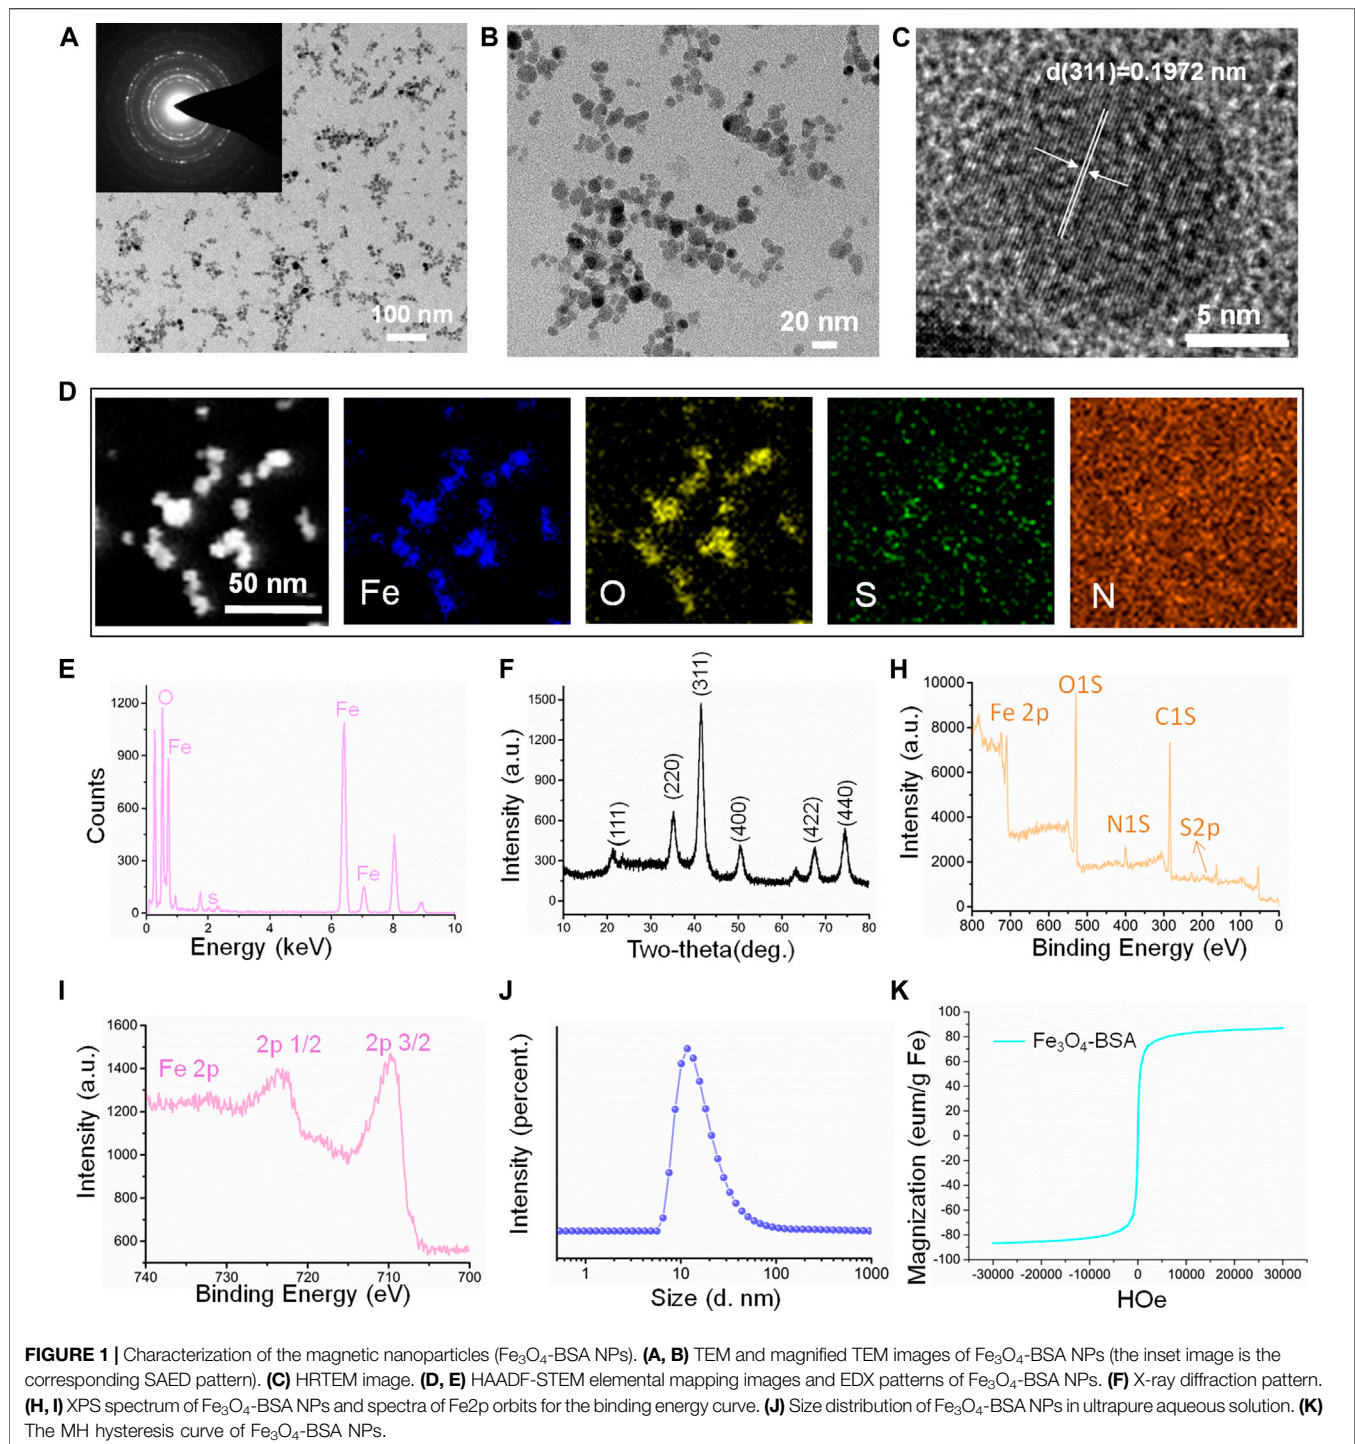 A
100 nm
B
20 nm
C
d(311)=0.1972 nm
5 nm
D
50 nm
Fe
O
S
N
E
Counts
1200
900
600
300
0
O
Fe
s
Fe
Fe
0 2 4 6 8 10
Energy (keV)
F
Intensity (a.u.)
1500
1200
900
600
300
0
(111)
(220)
(311)
(400)
(422)
(440)
10 20 30 40 50 60 70 80
Two-theta(deg.)
H
Intensity (a.u.)
10000
8000
6000
4000
2000
0
Fe 2p
O1S
N1S
C1S
S2p
800 700 600 500 400 300 200 100 0
Binding Energy (eV)
I
Intensity (a.u.)
1600
1400
1200
1000
800
600
Fe 2p
2p 1/2
2p 3/2
740 730 720 710 700
Binding Energy (eV)
J
Intensity (percent.)
1 10 100 1000
Size (d. nm)
K
Magnization (eum/g Fe)
100
80
60
40
20
0
-20
-40
-60
-80
-100
Fe₃O₄-BSA
-30000 -20000 -10000 0 10000 20000 30000
HOe
FIGURE 1 | Characterization of the magnetic nanoparticles (Fe₃O₄-BSA NPs). (A, B) TEM and magnified TEM images of Fe₃O₄-BSA NPs (the inset image is the
corresponding SAED pattern). (C) HRTEM image. (D, E) HAADF-STEM elemental mapping images and EDX patterns of Fe₃O₄-BSA NPs. (F) X-ray diffraction pattern.
(H, I) XPS spectrum of Fe₃O₄-BSA NPs and spectra of Fe2p orbits for the binding energy curve. (J) Size distribution of Fe₃O₄-BSA NPs in ultrapure aqueous solution. (K)
The MH hysteresis curve of Fe₃O₄-BSA NPs.